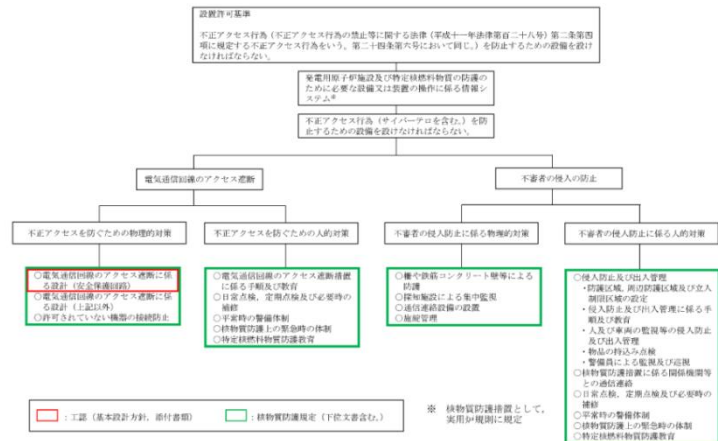 設置許可基準
不正アクセス行為（不正アクセス行為の禁止等に関する法律（平成十一年法律第百二十八号）第二条第四
項に規定する不正アクセス行為をいう。第二十四条第六号において同じ。）を防止するための設備を設け
なければならない。
発電用原子炉施設及び特定核燃料物質の防護の
ために必要な設備又は装置の操作に係る情報シ
ステム※
不正アクセス行為（サイバーテロを含む。）を防
止するための設備を設けなければならない。
電気通信回線のアクセス遮断
不審者の侵入の防止
不正アクセスを防ぐための物理的対策
不正アクセスを防ぐための人的対策
不審者の侵入防止に係る物理的対策
不審者の侵入防止に係る人的対策
○電気通信回線のアクセス遮断に係
る設計（安全保護回路）
○電気通信回線のアクセス遮断に係
る設計（上記以外）
○許可されていない機器の接続防止
○電気通信回線のアクセス遮断措置
に係る手順及び教育
○日常点検，定期点検及び必要時の
補修
○平常時の警備体制
○核物質防護上の緊急時の体制
○特定核燃料物質防護教育
○柵や鉄筋コンクリート壁等による
防護
○探知施設による集中監視
○通信連絡設備の設置
○施錠管理
○侵入防止及び出入管理
・防護区域，周辺防護区域及び立入
制限区域の設定
・侵入防止及び出入管理に係る手
順及び教育
・人及び車両の監視等の侵入防止
及び出入管理
・物品の持込み点検
・警備員による監視及び巡視
○核物質防護措置に係る関係機関等
との通信連絡
○日常点検，定期点検及び必要時の
補修
○平常時の警備体制
○核物質防護上の緊急時の体制
○特定核燃料物質防護教育
：工認（基本設計方針，添付書類）
：核物質防護規定（下位文書含む。）
※ 核物質防護措置として，
実用炉規則に規定